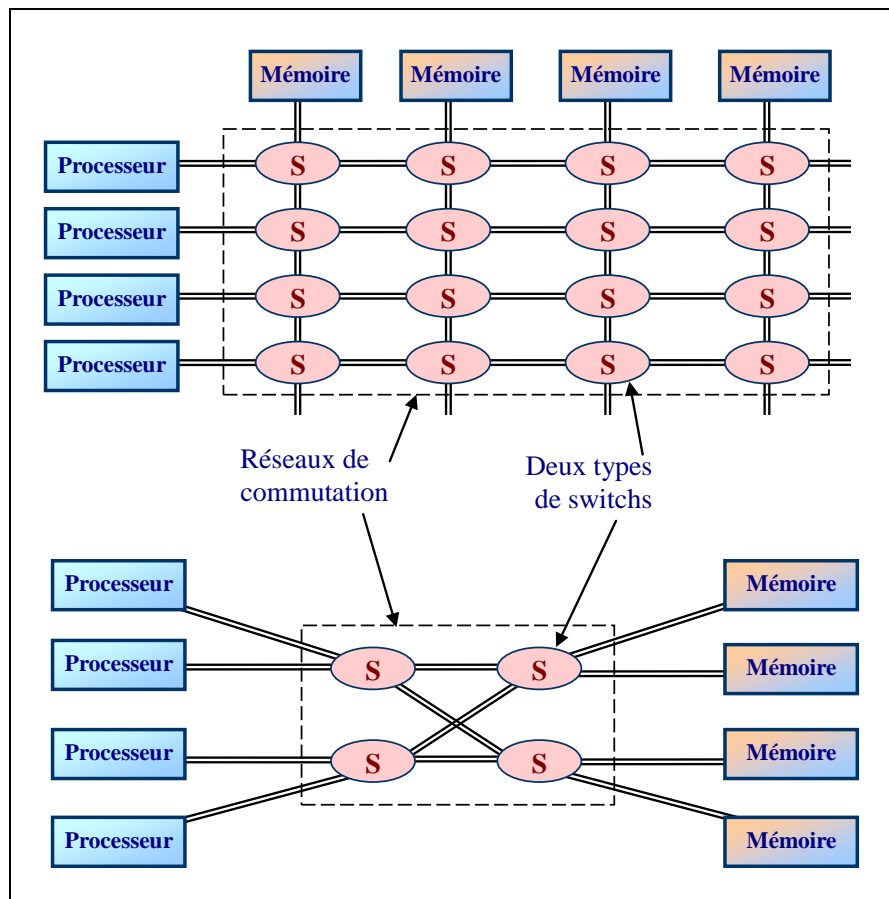 Mémoire Mémoire Mémoire Mémoire
Processeur S S S S
Processeur S S S S
Processeur S S S S
Processeur S S S S
Réseaux de
commutation
Deux types
de switchs
Processeur Mémoire
Processeur S S Mémoire
Processeur S S Mémoire
Processeur Mémoire